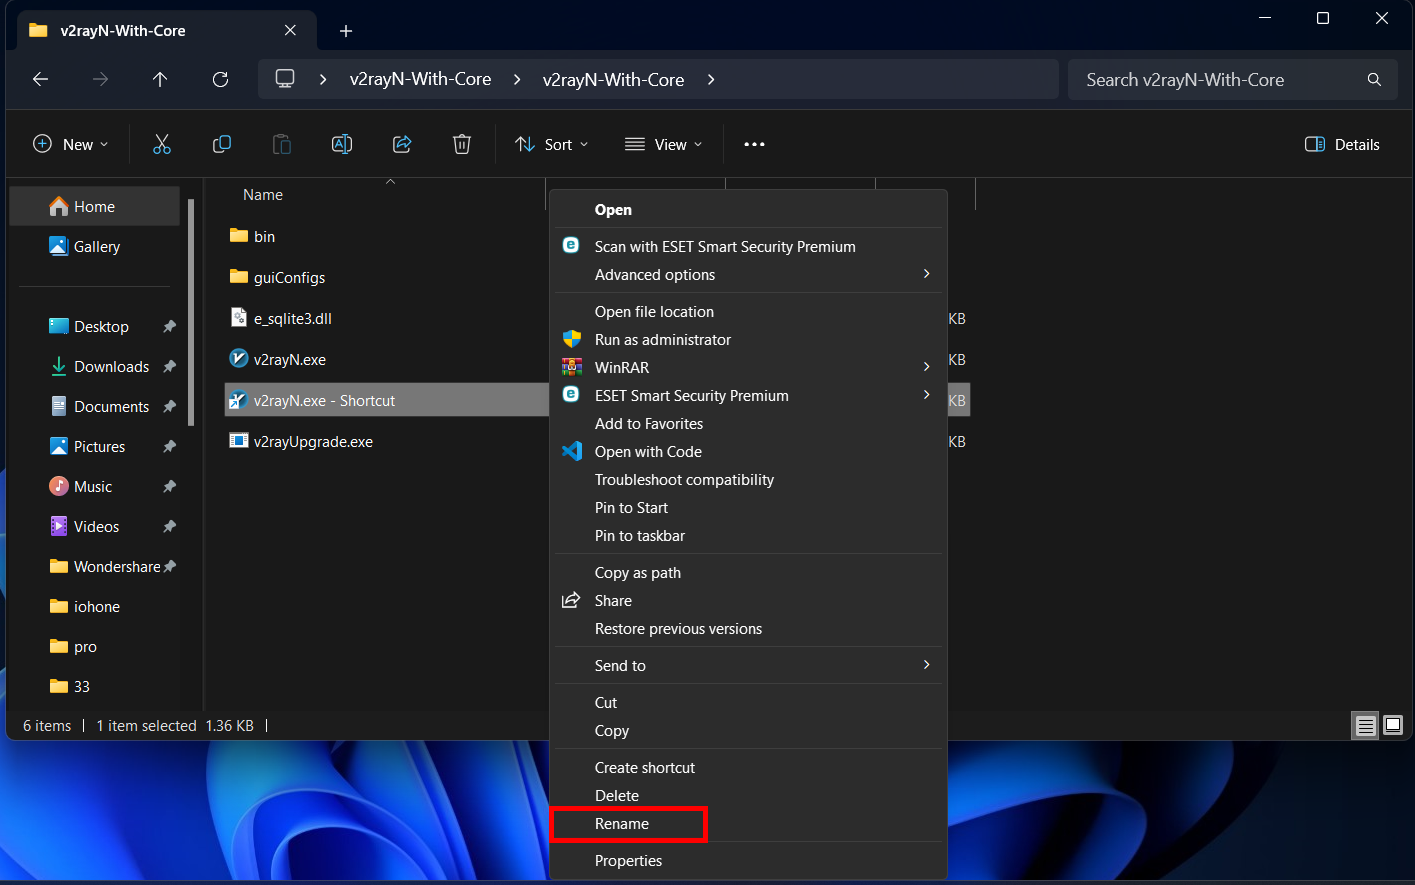 v2rayN-With-Core
v2rayN-With-Core
v2rayN-With-Core
Search v2rayN-With-Core
New
Sort
View
Details
Home
Gallery
Desktop
Downloads
Documents
Pictures
Music
Videos
Wondershare
iohone
pro
33
Name
bin
guiConfigs
e_sqlite3.dll
KB
v2rayN.exe
KB
v2rayN.exe - Shortcut
KB
v2rayUpgrade.exe
KB
Open
Scan with ESET Smart Security Premium
Advanced options
Open file location
Run as administrator
WinRAR
ESET Smart Security Premium
Add to Favorites
Open with Code
Troubleshoot compatibility
Pin to Start
Pin to taskbar
Copy as path
Share
Restore previous versions
Send to
Cut
Copy
Create shortcut
Delete
Rename
Properties
6 items
1 item selected 1.36 KB